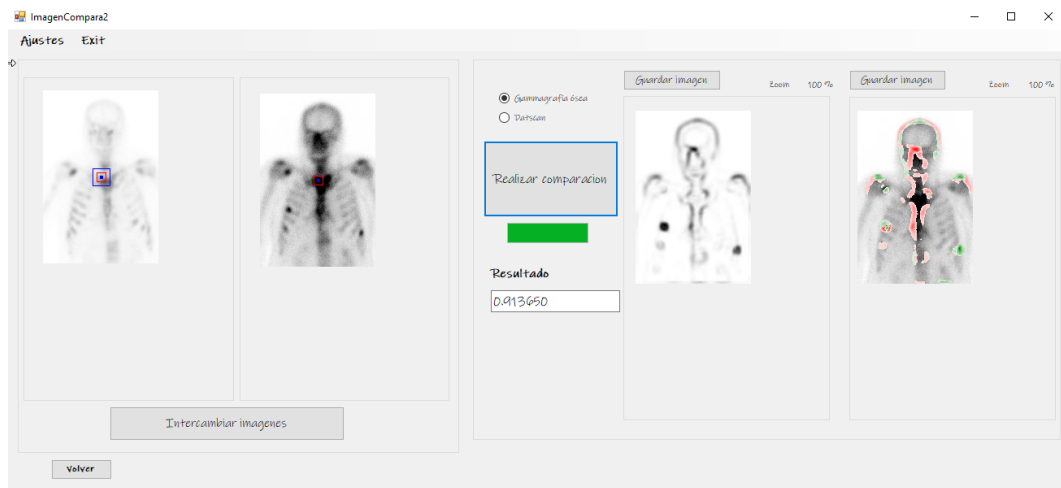 ImagenCompara2
Ajustes Exit
Guardar imagen Zoom 100 % Guardar imagen Zoom 100 %
Gammagrafía ósea
Datscan
Realizar comparacion
Resultado
0.913650
Intercambiar imagenes
Volver